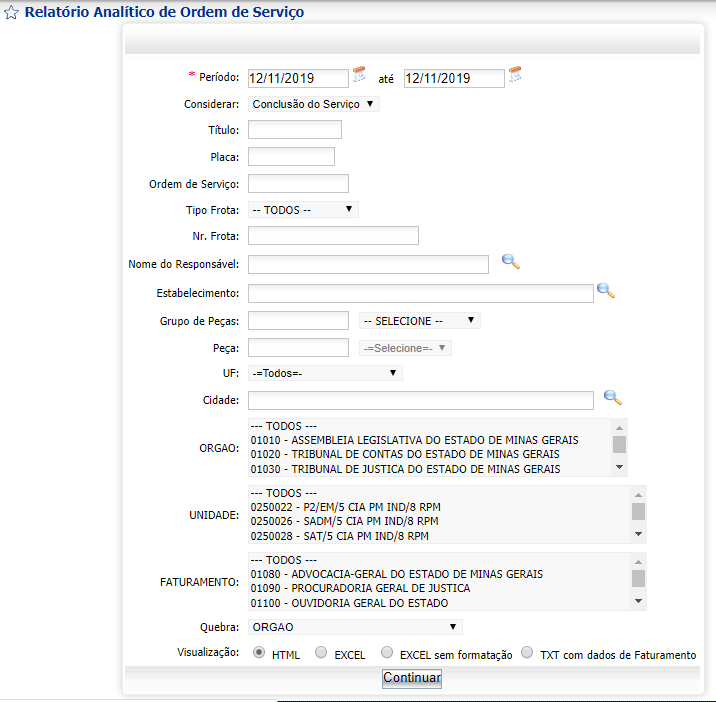 Relatório Analítico de Ordem de Serviço
* Período: 12/11/2019 até 12/11/2019
Considerar: Conclusão do Serviço
Título:
Placa:
Ordem de Serviço:
Tipo Frota: -- TODOS --
Nr. Frota:
Nome do Responsável:
Estabelecimento:
Grupo de Peças: -- SELECIONE --
Peça: -=Selecione=-
UF: -=Todos=-
Cidade:
--- TODOS ---
01010 - ASSEMBLEIA LEGISLATIVA DO ESTADO DE MINAS GERAIS
ORGAO: 01020 - TRIBUNAL DE CONTAS DO ESTADO DE MINAS GERAIS
01030 - TRIBUNAL DE JUSTICA DO ESTADO DE MINAS GERAIS
--- TODOS ---
0250022 - P2/EM/5 CIA PM IND/8 RPM
UNIDADE: 0250026 - SADM/5 CIA PM IND/8 RPM
0250028 - SAT/5 CIA PM IND/8 RPM
--- TODOS ---
01080 - ADVOCACIA-GERAL DO ESTADO DE MINAS GERAIS
FATURAMENTO: 01090 - PROCURADORIA GERAL DE JUSTICA
01100 - OUVIDORIA GERAL DO ESTADO
Quebra: ORGAO
Visualização: HTML EXCEL EXCEL sem formatação TXT com dados de Faturamento
Continuar